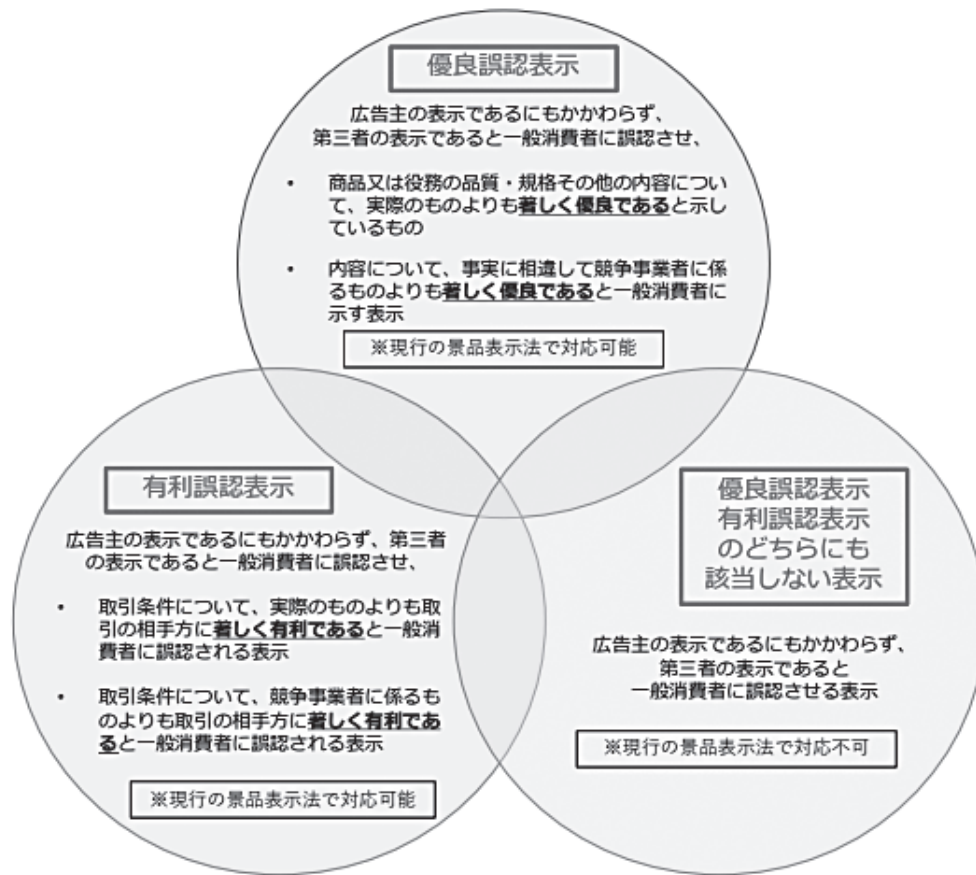 優良誤認表示
広告主の表示であるにもかかわらず、
第三者の表示であると一般消費者に誤認させ、
・ 商品又は役務の品質・規格その他の内容につい
て、実際のものよりも著しく優良であると示し
ているもの
・ 内容について、事実に相違して競争事業者に係
るものよりも著しく優良であると一般消費者に
示す表示
※現行の景品表示法で対応可能
有利誤認表示
広告主の表示であるにもかかわらず、第三者
の表示であると一般消費者に誤認させ、
・ 取引条件について、実際のものよりも取
引の相手方に著しく有利であると一般消
費者に誤認される表示
・ 取引条件について、競争事業者に係るも
のよりも取引の相手方に著しく有利であ
ると一般消費者に誤認される表示
※現行の景品表示法で対応可能
優良誤認表示
有利誤認表示
のどちらにも
該当しない表示
広告主の表示であるにもかかわらず、
第三者の表示であると
一般消費者に誤認させる表示
※現行の景品表示法で対応不可